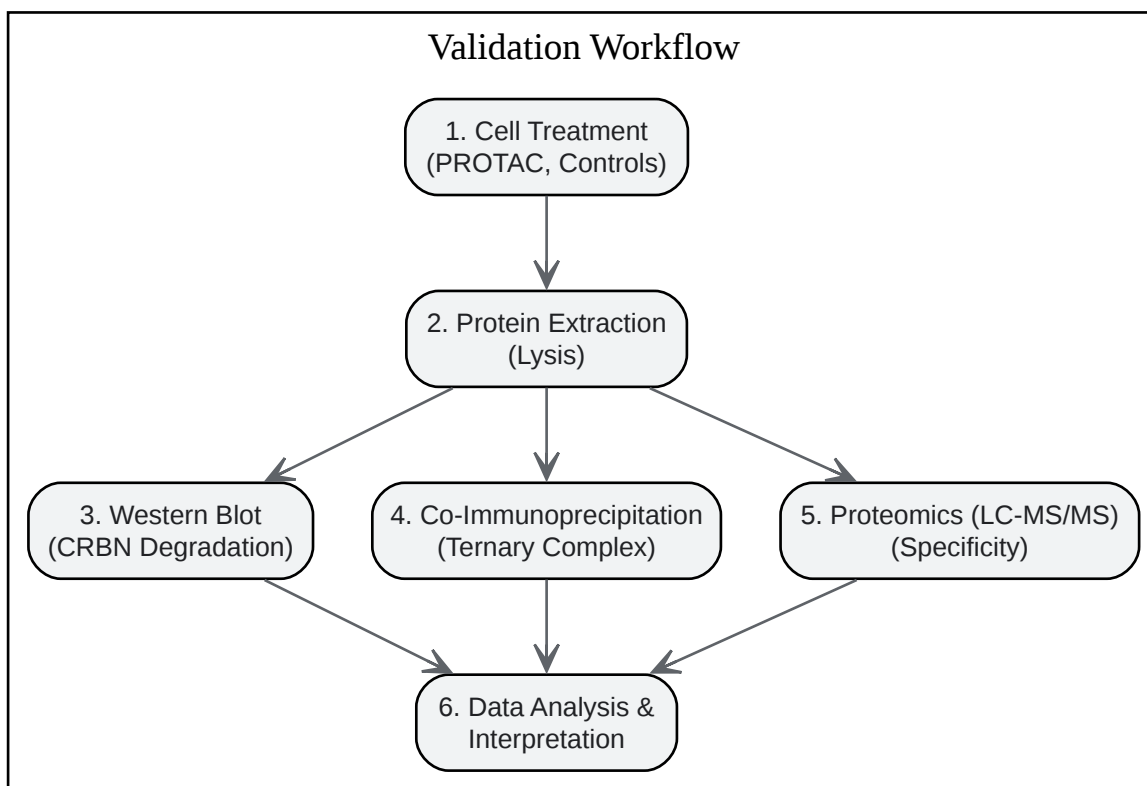 Validation Workflow
1. Cell Treatment
(PROTAC, Controls)
2. Protein Extraction
(Lysis)
3. Western Blot
(CRBN Degradation)
4. Co-Immunoprecipitation
(Ternary Complex)
5. Proteomics (LC-MS/MS)
(Specificity)
6. Data Analysis &
Interpretation